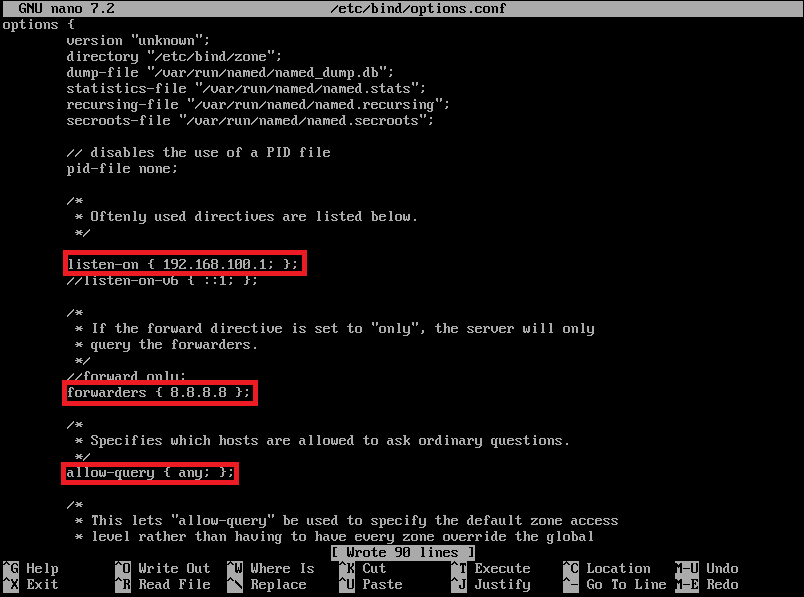 GNU nano 7.2 /etc/bind/options.conf
options {
version "unknown";
directory "/etc/bind/zone";
dump-file "/var/run/named/named_dump.db";
statistics-file "/var/run/named/named.stats";
recursing-file "/var/run/named/named.recursing";
secroots-file "/var/run/named/named.secroots";
// disables the use of a PID file
pid-file none;
/*
* Oftenly used directives are listed below.
*/
listen-on { 192.168.100.1; };
//listen-on-v6 { ::1; };
/*
* If the forward directive is set to "only", the server will only
* query the forwarders.
*/
//forward only;
forwarders { 8.8.8.8 };
/*
* Specifies which hosts are allowed to ask ordinary questions.
*/
allow-query { any; };
/*
* This lets "allow-query" be used to specify the default zone access
* level rather than having to have every zone override the global
[ Wrote 90 lines ]
^G Help ^O Write Out ^W Where Is ^K Cut ^T Execute ^C Location M-U Undo
^X Exit ^R Read File ^\ Replace ^U Paste ^J Justify ^- Go To Line M-E Redo